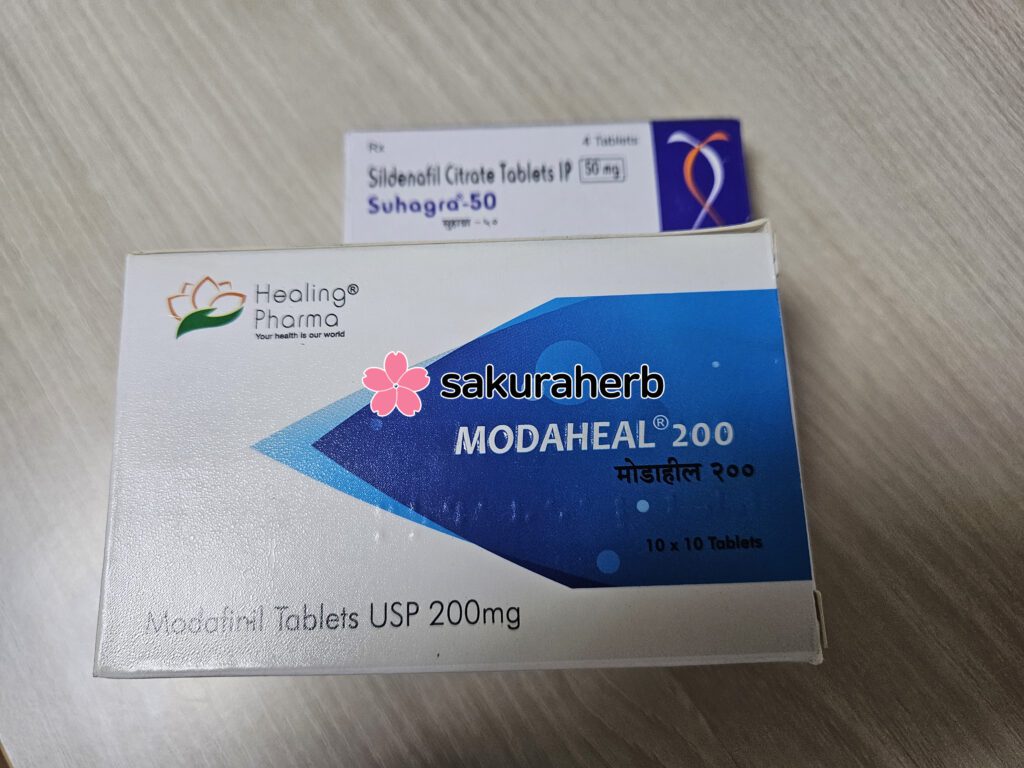 Rx
4 Tablets
Sildenafil Citrate Tablets IP 50 mg
Suhagra®-50
सुहाग्रा - ५०
Healing®
Pharma
Your health is our world
sakuraherb
MODAHEAL® 200
मोडाहील २००
10 x 10 Tablets
Modafinil Tablets USP 200mg